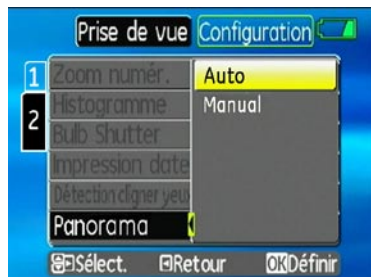 Prise de vue Configuration
1 Zoom numér. Auto
Histogramme Manual
2 Bulb Shutter
Impression date
Détection cligner yeux
Panorama
Sélect. Retour OK Définir